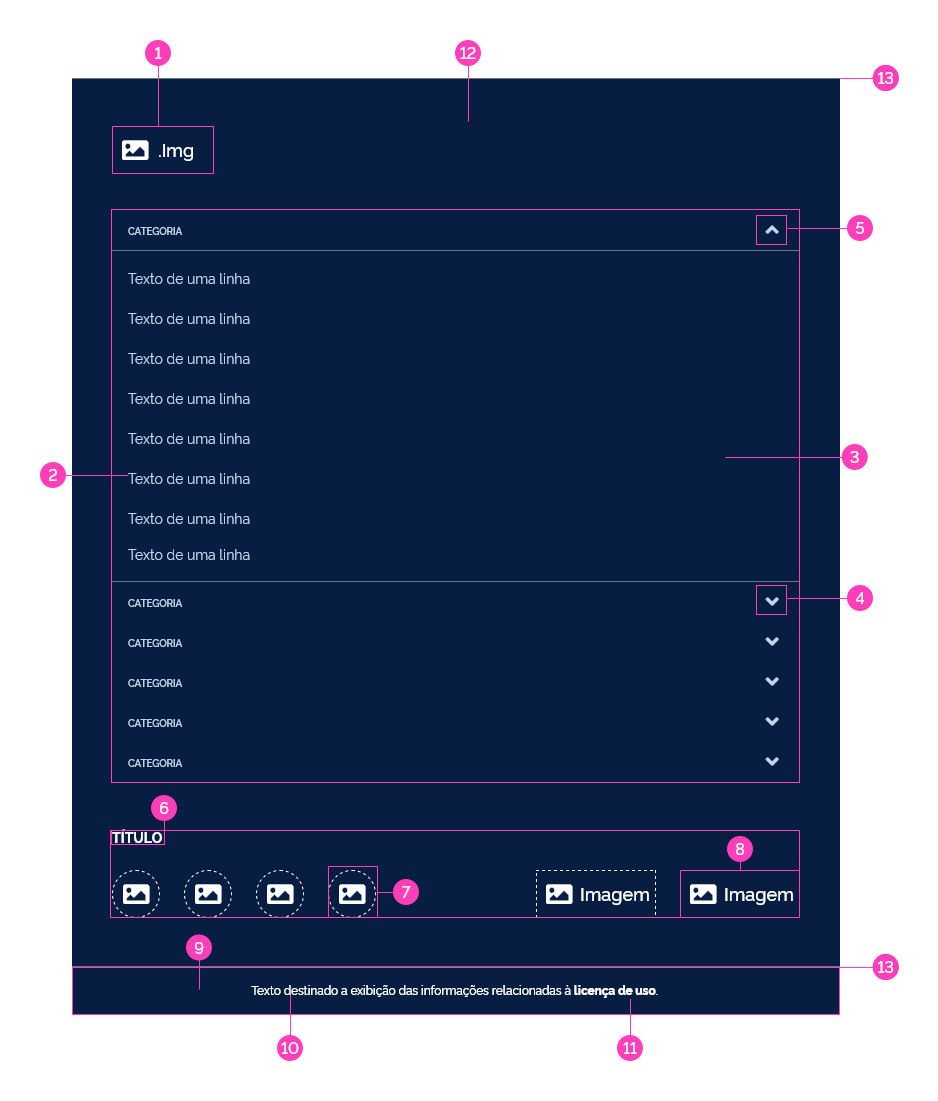 1
12
13
.Img
CATEGORIA
5
Texto de uma linha
Texto de uma linha
Texto de uma linha
Texto de uma linha
Texto de uma linha
3
2
Texto de uma linha
Texto de uma linha
Texto de uma linha
CATEGORIA
4
CATEGORIA
CATEGORIA
CATEGORIA
CATEGORIA
6
TÍTULO
8
7
Imagem
Imagem
9
13
Texto destinado a exibição das informações relacionadas à licença de uso.
10
11